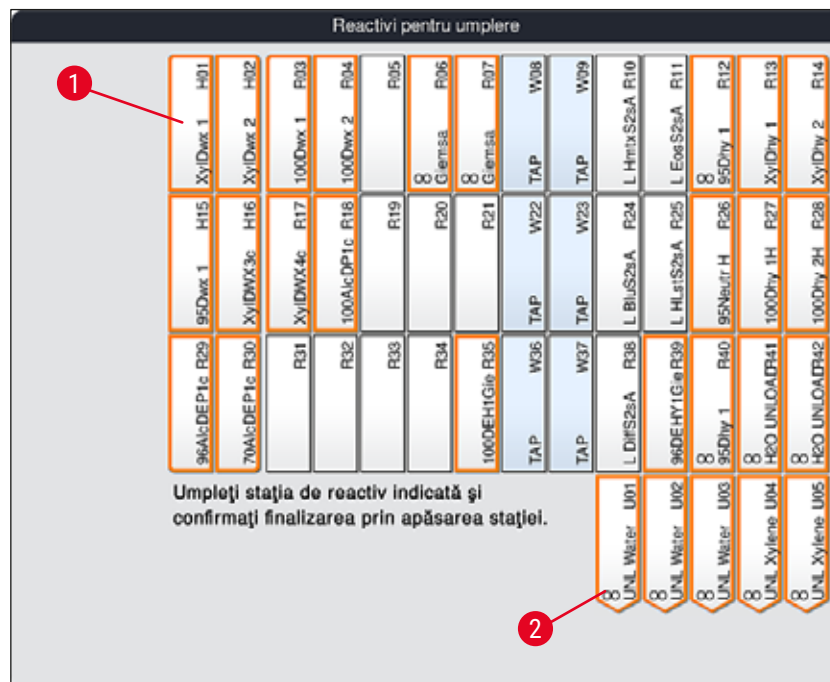 Reactivi pentru umplere
1
XylDwx 1 H01
XylDwx 2 H02
100Dwx 1 R03
100Dwx 2 R04
R05
∞ Giemsa R06
∞ Giemsa R07
TAP W08
TAP W09
L HmtxS2sA R10
L EosS2sA R11
∞ 95Dhy 1 R12
XylDhy 1 R13
XylDhy 2 R14
95Dwx 1 H15
XylDWX3c H16
XylDWX4c R17
100AlcDP1c R18
R19
R20
R21
TAP W22
TAP W23
L BluS2sA R24
L HLstS2sA R25
95Neutr H R26
100Dhy 1H R27
100Dhy 2H R28
96AlcDEP1c R29
70AlcDEP1c R30
R31
R32
R33
R34
100DEH1Gie R35
TAP W36
TAP W37
L DiffS2sA R38
96DEHY1Gie R39
∞ 95Dhy 1 R40
∞ H2O UNLOAD R41
∞ H2O UNLOAD R42
Umpleţi staţia de reactiv indicată şi
confirmaţi finalizarea prin apăsarea staţiei.
∞ UNL Water U01
∞ UNL Water U02
∞ UNL Water U03
∞ UNL Xylene U04
∞ UNL Xylene U05
2